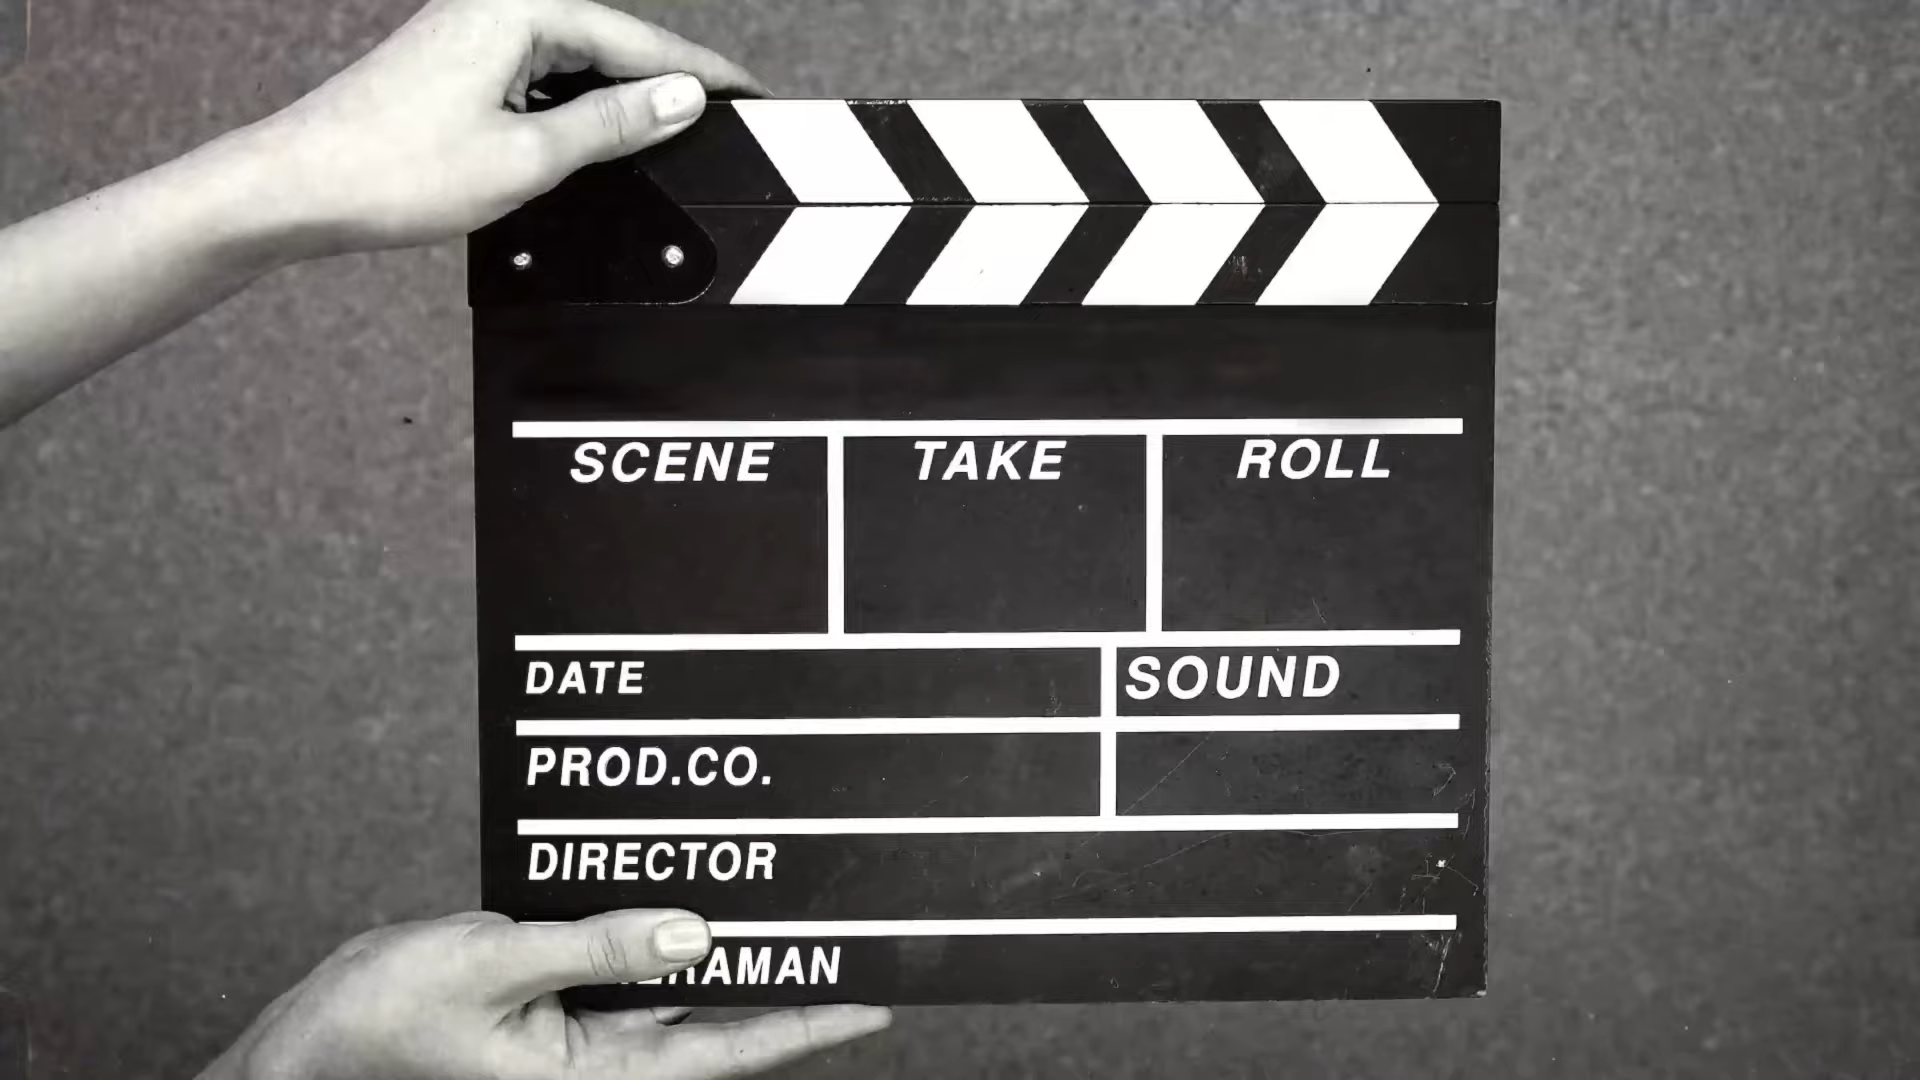 SCENE TAKE ROLL
DATE SOUND
PROD.CO.
DIRECTOR